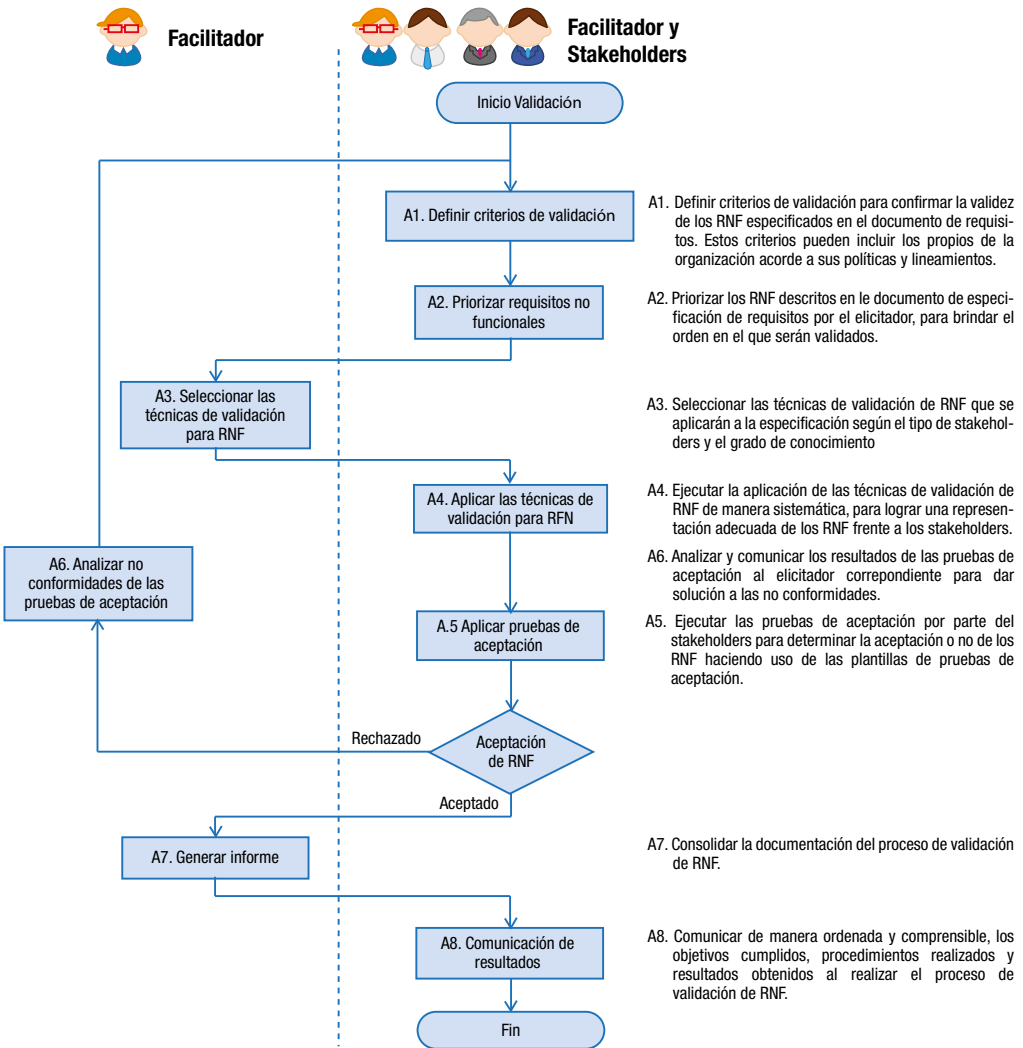 Facilitador
Facilitador y
Stakeholders
Inicio Validación
A1. Definir criterios de validación
A1. Definir criterios de validación para confirmar la validez
de los RNF especificados en el documento de requisi-
tos. Estos criterios pueden incluir los propios de la
organización acorde a sus políticas y lineamientos.
A2. Priorizar requisitos no
funcionales
A2. Priorizar los RNF descritos en le documento de especi-
ficación de requisitos por el elicitador, para brindar el
orden en el que serán validados.
A3. Seleccionar las
técnicas de validación
para RNF
A3. Seleccionar las técnicas de validación de RNF que se
aplicarán a la especificación según el tipo de stakehol-
ders y el grado de conocimiento
A4. Aplicar las técnicas de
validación para RFN
A4. Ejecutar la aplicación de las técnicas de validación de
RNF de manera sistemática, para lograr una represen-
tación adecuada de los RNF frente a los stakeholders.
A6. Analizar no
conformidades de las
pruebas de aceptación
A6. Analizar y comunicar los resultados de las pruebas de
aceptación al elicitador correpondiente para dar
solución a las no conformidades.
A.5 Aplicar pruebas de
aceptación
A5. Ejecutar las pruebas de aceptación por parte del
stakeholders para determinar la aceptación o no de los
RNF haciendo uso de las plantillas de pruebas de
aceptación.
Rechazado
Aceptación
de RNF
Aceptado
A7. Generar informe
A7. Consolidar la documentación del proceso de validación
de RNF.
A8. Comunicación de
resultados
A8. Comunicar de manera ordenada y comprensible, los
objetivos cumplidos, procedimientos realizados y
resultados obtenidos al realizar el proceso de
validación de RNF.
Fin